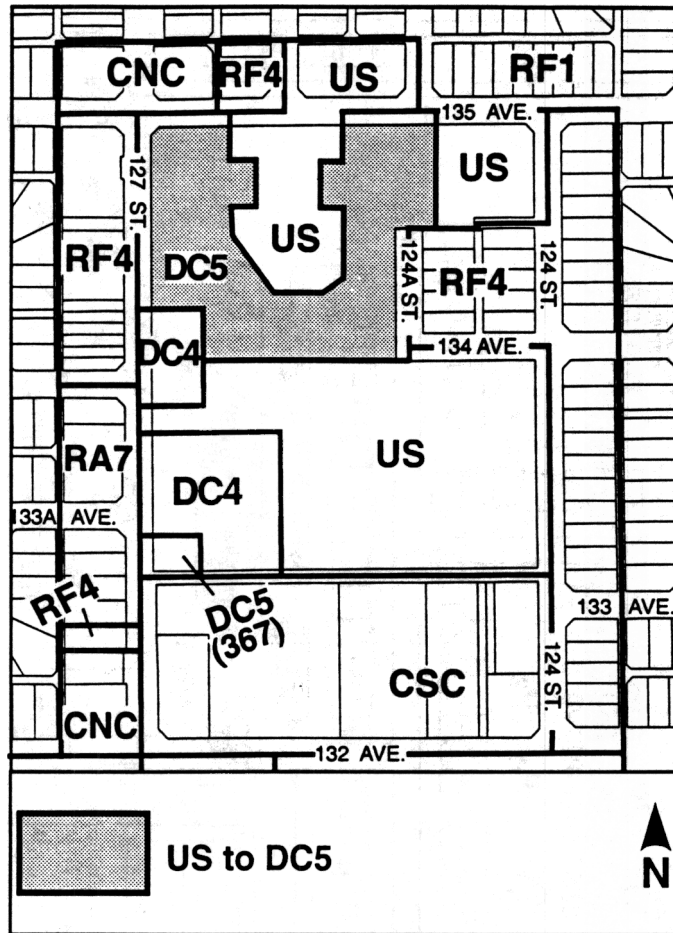 CNC
RF4
US
RF1
135 AVE.
127 ST.
US
US
RF4
DC5
124A ST.
RF4
124 ST.
DC4
134 AVE.
RA7
US
DC4
133A AVE.
RF4
DC5
(367)
133 AVE.
CSC
124 ST.
CNC
132 AVE.
US to DC5
N